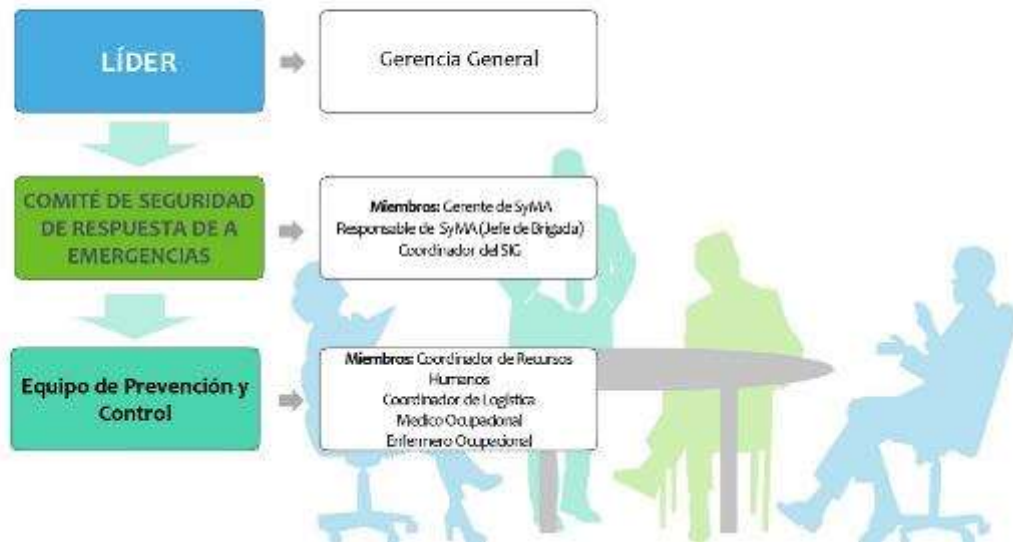 LÍDER
Gerencia General
COMITÉ DE SEGURIDAD
DE RESPUESTA DE A
EMERGENCIAS
Miembros: Gerente de SyMA
Responsable de SyMA (Jefe de Brigada)
Coordinador del SIG
Equipo de Prevención y
Control
Miembros: Coordinador de Recursos
Humanos
Coordinador de Logística
Medico Ocupacional
Enfermero Ocupacional